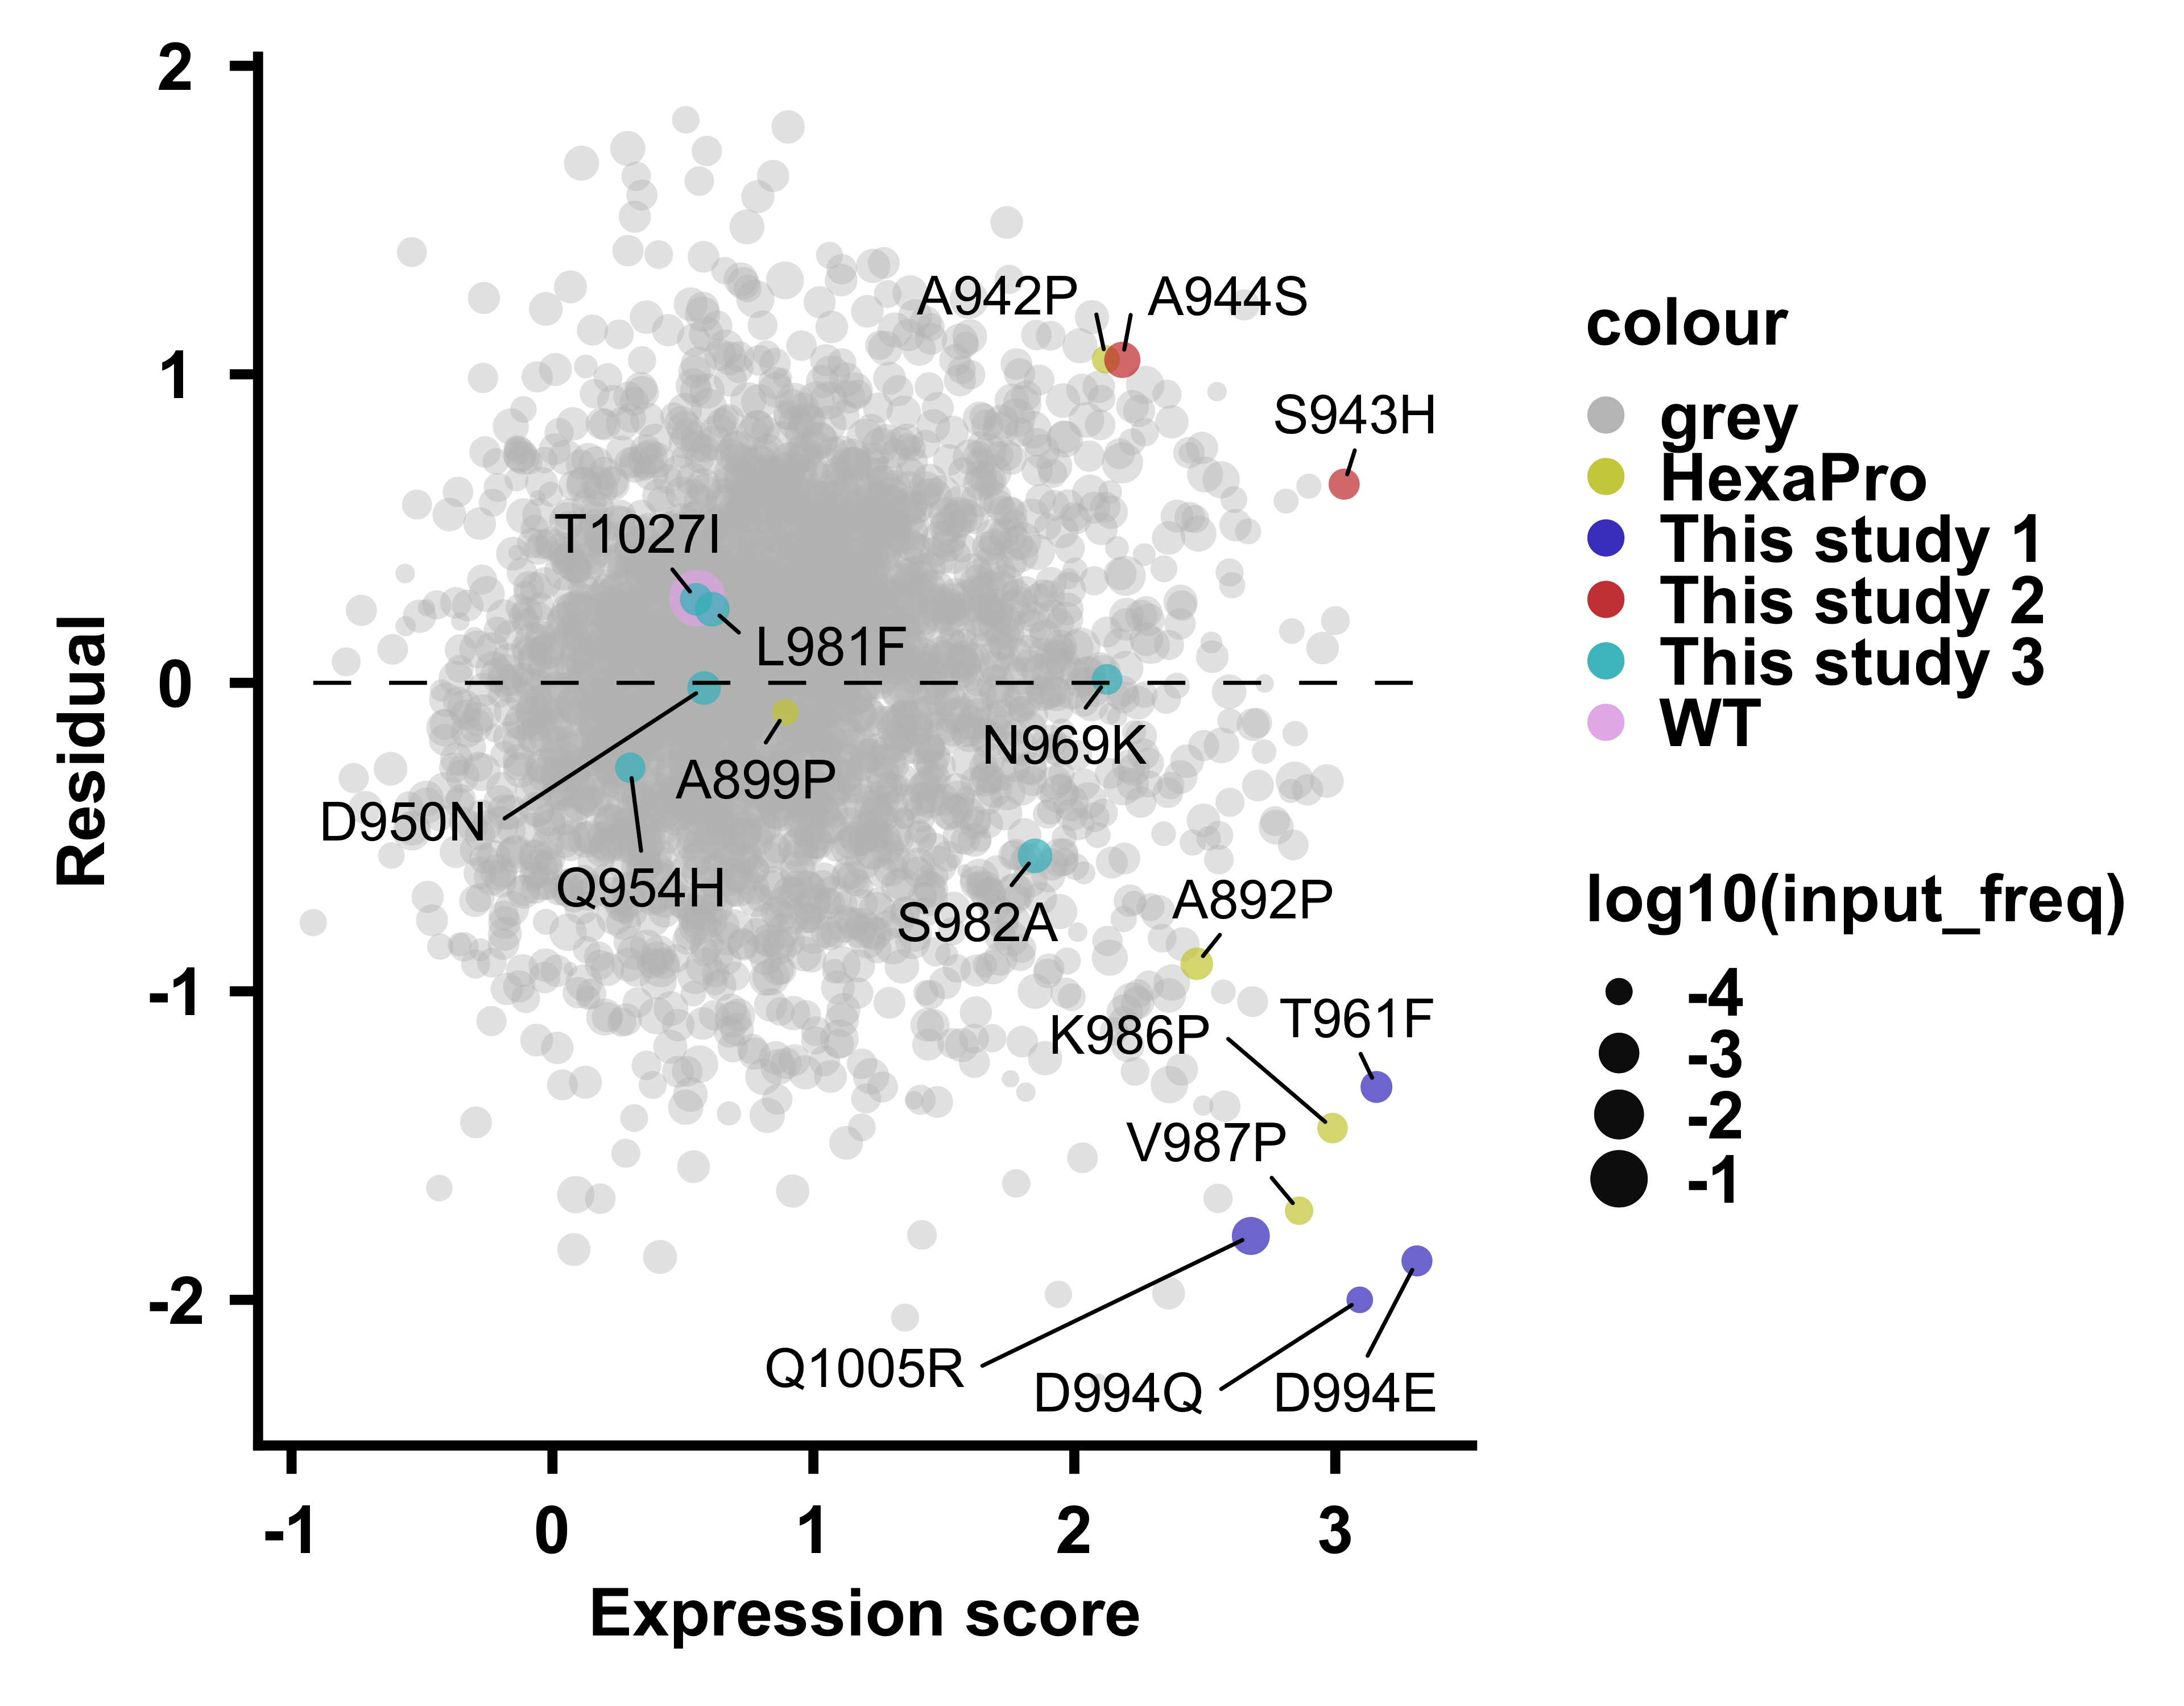 2
1
0
-1
-2
Residual
-1
0
1
2
3
Expression score
A942P
A944S
S943H
T1027I
L981F
N969K
A899P
D950N
Q954H
S982A
A892P
T961F
K986P
V987P
Q1005R
D994Q
D994E
colour
grey
HexaPro
This study 1
This study 2
This study 3
WT
log10(input_freq)
-4
-3
-2
-1